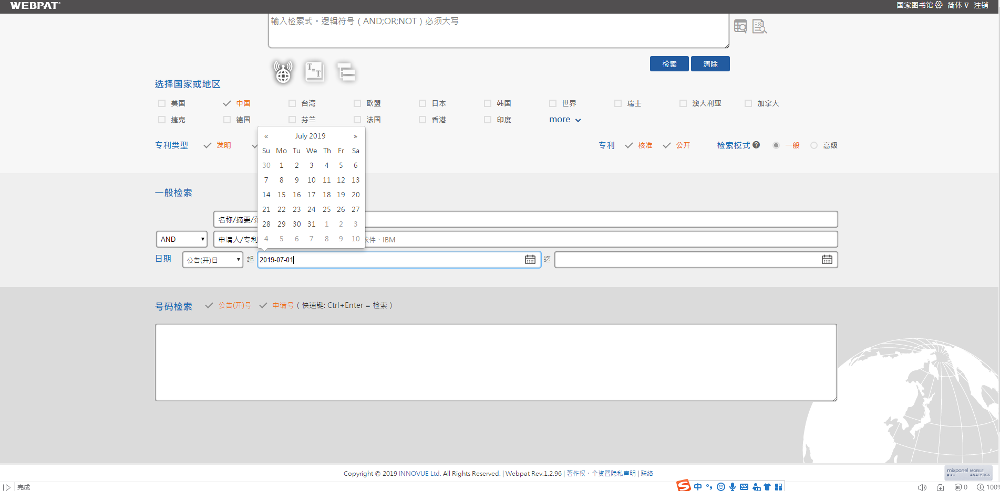 WEBPAT
国家图书馆 简体 ∇ 注销
输入检索式。逻辑符号（AND;OR;NOT）必须大写
检索 清除
选择国家或地区
美国 中国 台湾 欧盟 日本 韩国 世界 瑞士 澳大利亚 加拿大
捷克 德国 芬兰 法国 香港 印度 more
专利类型 发明 专利 核准 公开 检索模式 一般 高级
« July 2019 »
Su Mo Tu We Th Fr Sa
30 1 2 3 4 5 6
7 8 9 10 11 12 13
14 15 16 17 18 19 20
21 22 23 24 25 26 27
28 29 30 31 1 2 3
4 5 6 7 8 9 10
一般检索
名称/摘要/
AND 申请人/专利 件、IBM
日期 公告(开)日 起 2019-07-01 迄
号码检索 公告(开)号 申请号（快速键: Ctrl+Enter = 检索）
Copyright © 2019 INNOVUE Ltd. All Rights Reserved. | Webpat Rev.1.2.96 | 著作权、个资暨隐私声明 | 联络
mixpanel MOBILE ANALYTICS
完成 中 0 100%